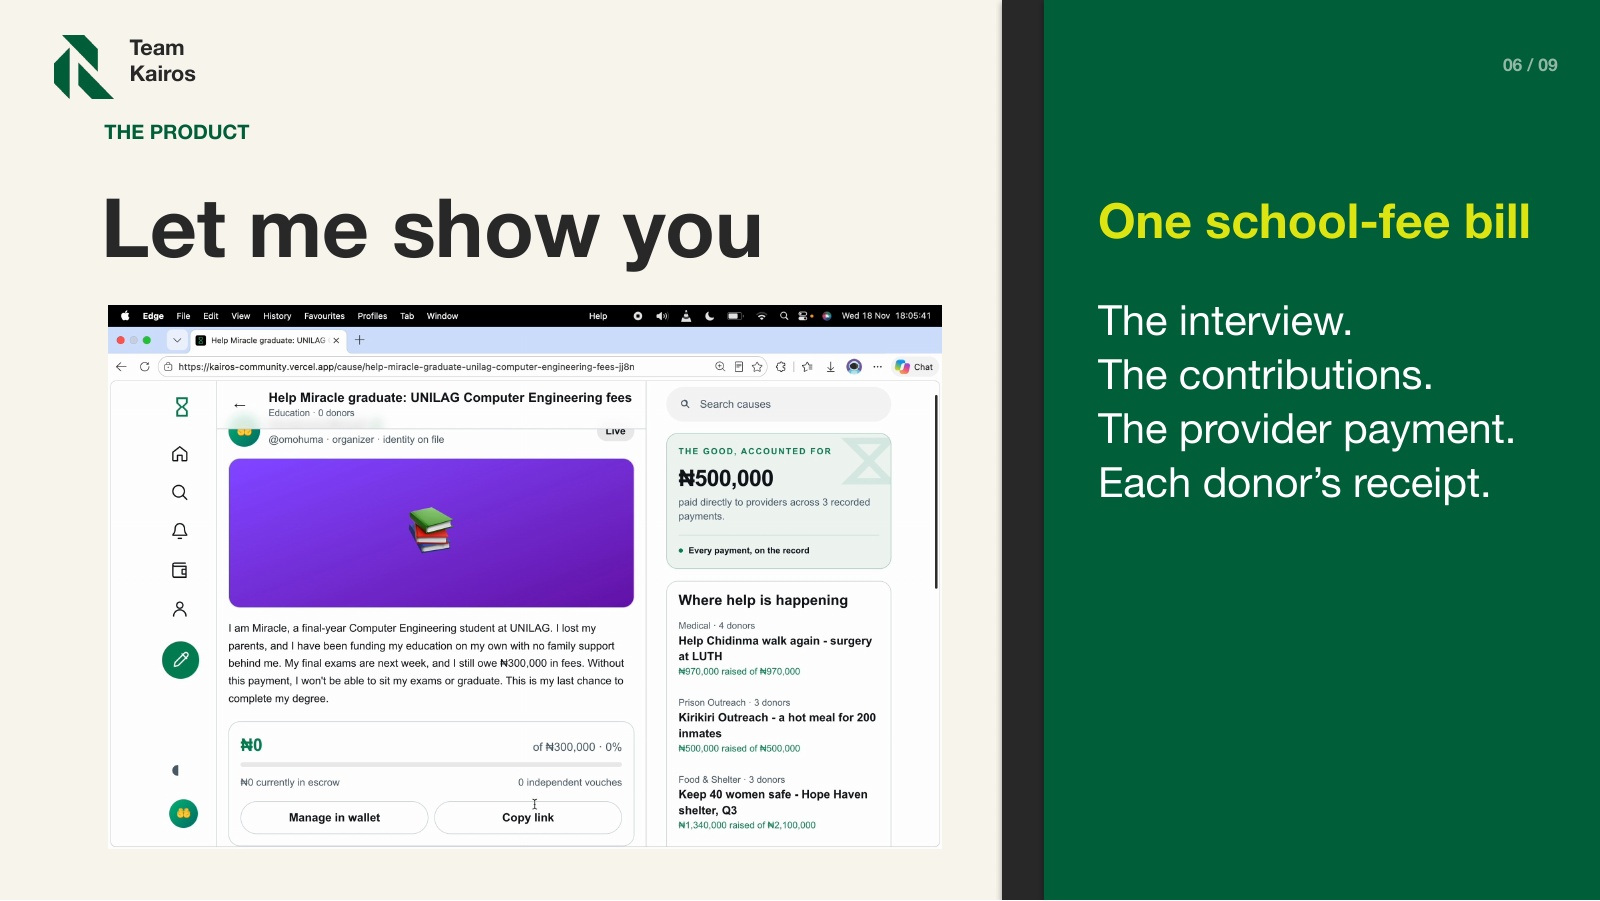 Team
Kairos
06 / 09
THE PRODUCT
Let me show you
One school-fee bill
The interview.
The contributions.
The provider payment.
Each donor’s receipt.
Edge File Edit View History Favourites Profiles Tab Window Help Wed 18 Nov 18:05:41
Help Miracle graduate: UNILAG
https://kairos-community.vercel.app/cause/help-miracle-graduate-unilag-computer-engineering-fees-jj8n
Chat
Help Miracle graduate: UNILAG Computer Engineering fees
Education · 0 donors
@omohuma · organizer · identity on file
Live
I am Miracle, a final-year Computer Engineering student at UNILAG. I lost my
parents, and I have been funding my education on my own with no family support
behind me. My final exams are next week, and I still owe ₦300,000 in fees. Without
this payment, I won't be able to sit my exams or graduate. This is my last chance to
complete my degree.
₦0
of ₦300,000 · 0%
₦0 currently in escrow
0 independent vouches
Manage in wallet
Copy link
Search causes
THE GOOD, ACCOUNTED FOR
₦500,000
paid directly to providers across 3 recorded
payments.
Every payment, on the record
Where help is happening
Medical · 4 donors
Help Chidinma walk again - surgery
at LUTH
₦970,000 raised of ₦970,000
Prison Outreach · 3 donors
Kirikiri Outreach - a hot meal for 200
inmates
₦500,000 raised of ₦500,000
Food & Shelter · 3 donors
Keep 40 women safe - Hope Haven
shelter, Q3
₦1,340,000 raised of ₦2,100,000